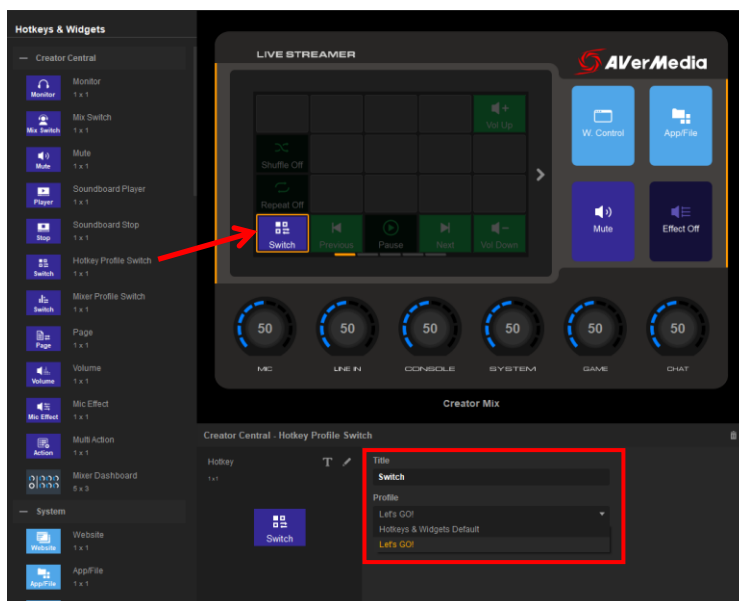 Hotkeys & Widgets
Creator Central
Monitor
Monitor
1 x 1
Mix Switch
Mix Switch
1 x 1
Mute
Mute
1 x 1
Player
Soundboard Player
1 x 1
Stop
Soundboard Stop
1 x 1
Switch
Hotkey Profile Switch
1 x 1
Switch
Mixer Profile Switch
1 x 1
Page
Page
1 x 1
Volume
Volume
1 x 1
Mic Effect
Mic Effect
1 x 1
Action
Multi Action
1 x 1
Mixer Dashboard
5 x 3
System
Website
Website
1 x 1
App/File
App/File
1 x 1
LIVE STREAMER
AVerMedia
Vol Up
Shuffle Off
Repeat Off
Switch
Previous
Pause
Next
Vol Down
W. Control
App/File
Mute
Effect Off
50
50
50
50
50
50
MIC
LINE IN
CONSOLE
SYSTEM
GAME
CHAT
Creator Mix
Creator Central - Hotkey Profile Switch
Hotkey
1x1
T
Switch
Title
Switch
Profile
Let's GO!
Hotkeys & Widgets Default
Let's GO!